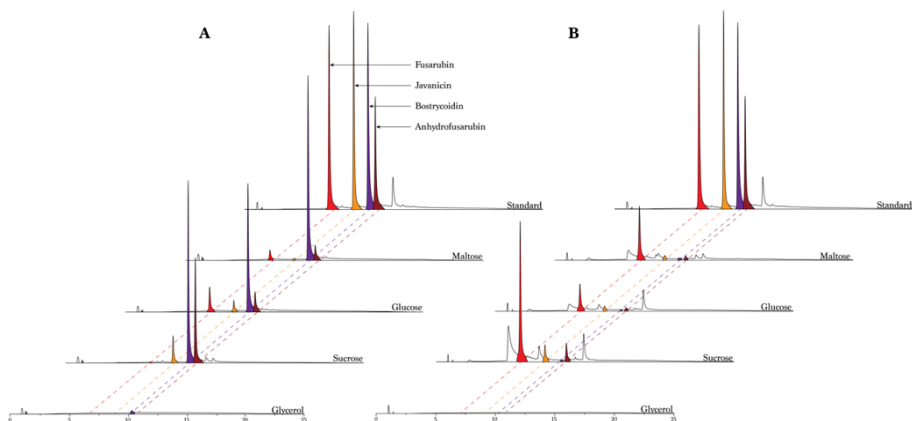 A
B
Fusarubin
Javanicin
Bostrycoidin
Anhydrofusarubin
Standard
Standard
Maltose
Maltose
Glucose
Glucose
Sucrose
Sucrose
Glycerol
Glycerol
0 5 10 15 20 25
0 5 10 15 20 25